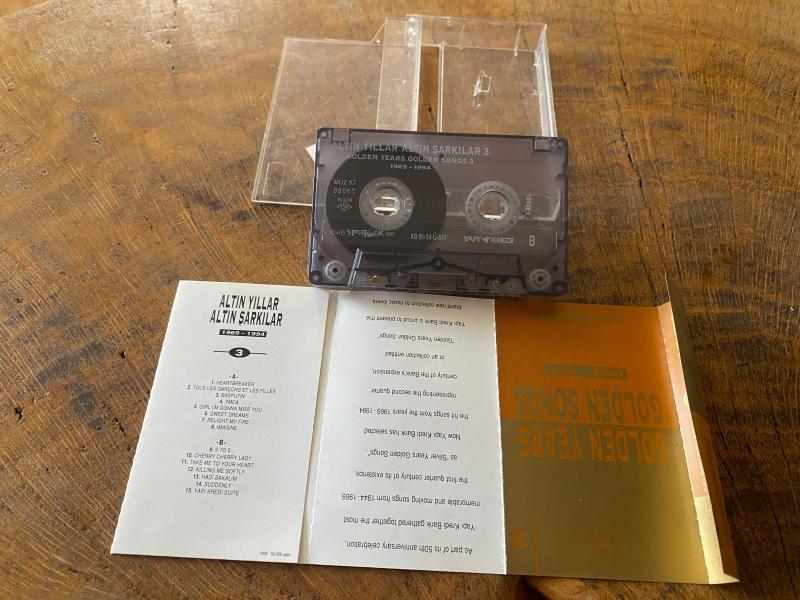 ALTIN YILLAR ALTIN ŞARKILAR 3
GOLDEN YEARS GOLDEN SONGS 3
1969 - 1994
MUZ K7
KB 95-34-Ü-817
YAPI KREDİ
B
ALTIN YILLAR
ALTIN ŞARKILAR
1969 - 1994
3
-A-
1. HEARTBREAKER
2. TOUS LES GARÇONS ET LES FILLES
3. RASPUTIN
4. YMCA
5. GIRL I'M GONNA MISS YOU
6. SWEET DREAMS
7. RELIGHT MY FIRE
8. IMAGINE
-B-
9. 9 TO 5
10. CHERRY CHERRY LADY
11. TAKE ME TO YOUR HEART
12. KILLING ME SOFTLY
13. HADI BAKALIM
14. SUDDENLY
15. YAPI KREDİ SUITE
As part of its 50th anniversary celebration,
Yapı Kredi Bank gathered together the most
memorable and moving songs from 1944-1969,
the first quarter century of its existence,
as "Silver Years Golden Songs".
Now Yapı Kredi Bank has selected
the hit songs from the years 1969 - 1994
representing the second quarter
century of the Bank's expansion,
in an collection entitled
"Golden Years Golden Songs"
Yapı Kredi Bank is proud to present this
brand new collection to music lovers.
GOLDEN YEARS
GOLDEN SONGS
3